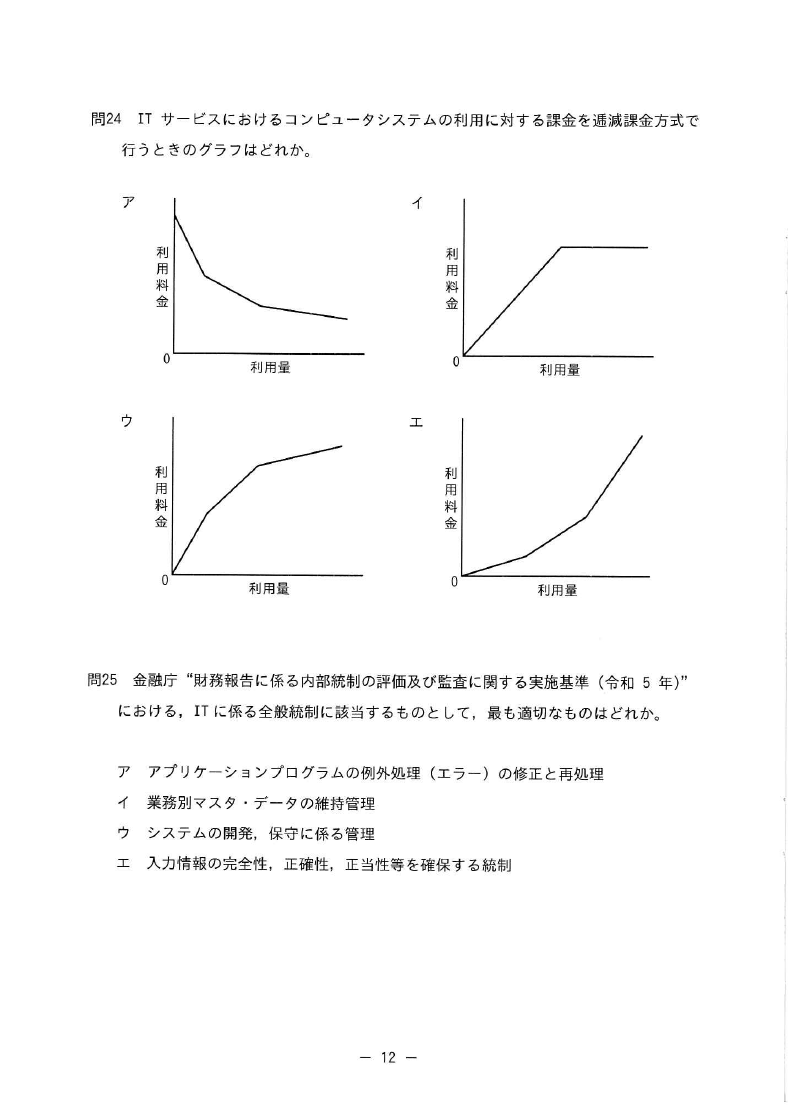 問24 IT サービスにおけるコンピュータシステムの利用に対する課金を逓減課金方式で
行うときのグラフはどれか。
ア
利用料金
0
利用量
イ
利用料金
0
利用量
ウ
利用料金
0
利用量
エ
利用料金
0
利用量
問25 金融庁“財務報告に係る内部統制の評価及び監査に関する実施基準（令和 5 年）”
における，IT に係る全般統制に該当するものとして，最も適切なものはどれか。
ア アプリケーションプログラムの例外処理（エラー）の修正と再処理
イ 業務別マスタ・データの維持管理
ウ システムの開発，保守に係る管理
エ 入力情報の完全性，正確性，正当性等を確保する統制
― 12 ―